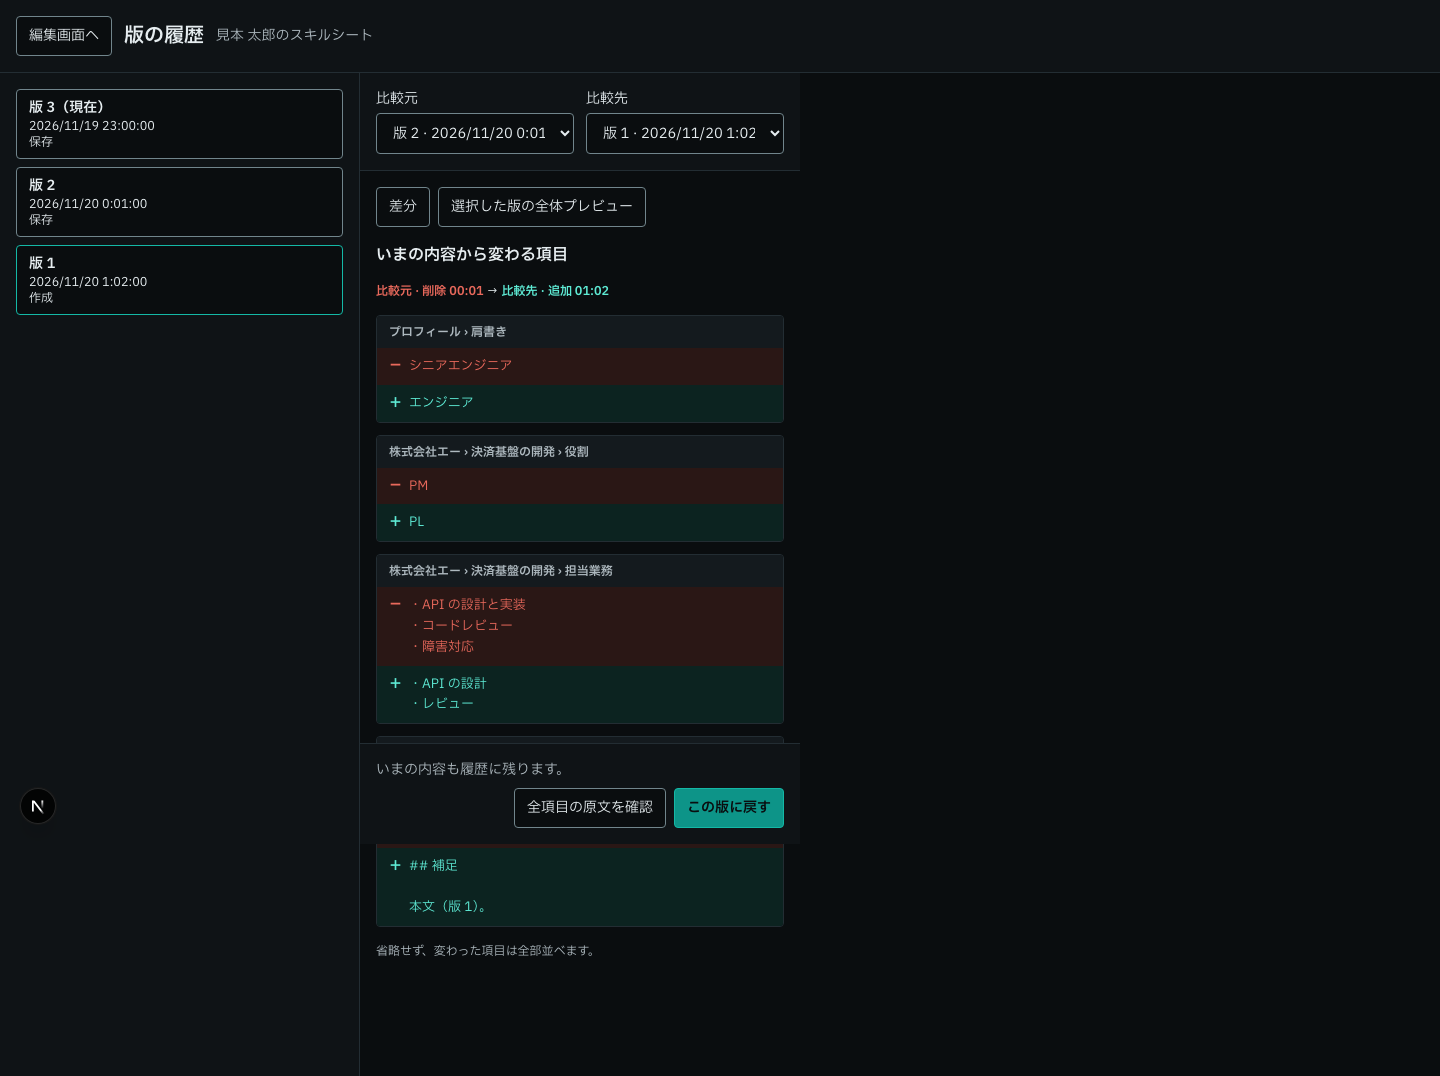 編集画面へ
版の履歴
見本 太郎のスキルシート
版 3（現在）
2026/11/19 23:00:00
保存
版 2
2026/11/20 0:01:00
保存
版 1
2026/11/20 1:02:00
作成
比較元
比較先
版 2 · 2026/11/20 0:01
版 1 · 2026/11/20 1:02
差分
選択した版の全体プレビュー
いまの内容から変わる項目
比較元 · 削除 00:01 → 比較先 · 追加 01:02
プロフィール › 肩書き
− シニアエンジニア
+ エンジニア
株式会社エー › 決済基盤の開発 › 役割
− PM
+ PL
株式会社エー › 決済基盤の開発 › 担当業務
− ・API の設計と実装
・コードレビュー
・障害対応
+ ・API の設計
・レビュー
いまの内容も履歴に残ります。
全項目の原文を確認
この版に戻す
N
+ ## 補足
本文（版 1）。
省略せず、変わった項目は全部並べます。